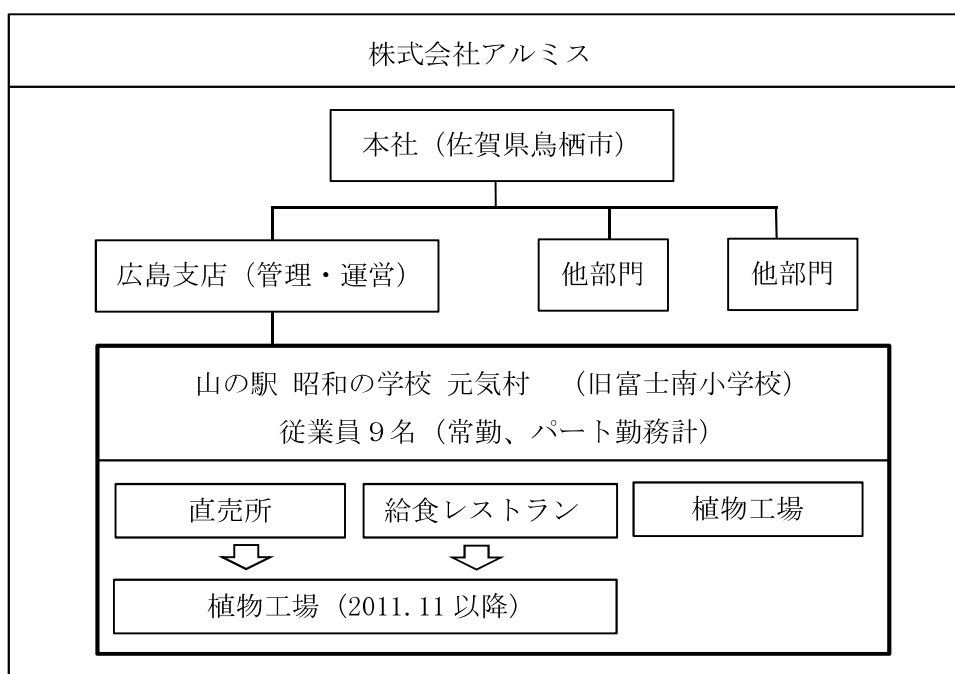 株式会社アルミス
本社（佐賀県鳥栖市）
広島支店（管理・運営）
他部門
他部門
山の駅 昭和の学校 元気村　（旧富士南小学校）
従業員９名（常勤、パート勤務計）
直売所
給食レストラン
植物工場
植物工場（2011.11 以降）